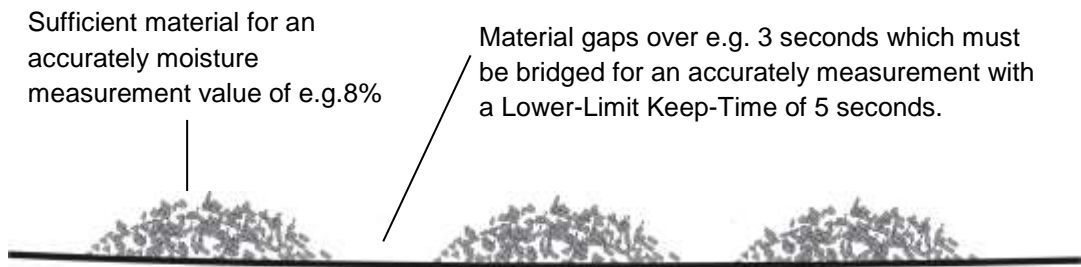 Sufficient material for an
accurately moisture
measurement value of e.g.8%
Material gaps over e.g. 3 seconds which must
be bridged for an accurately measurement with
a Lower-Limit Keep-Time of 5 seconds.